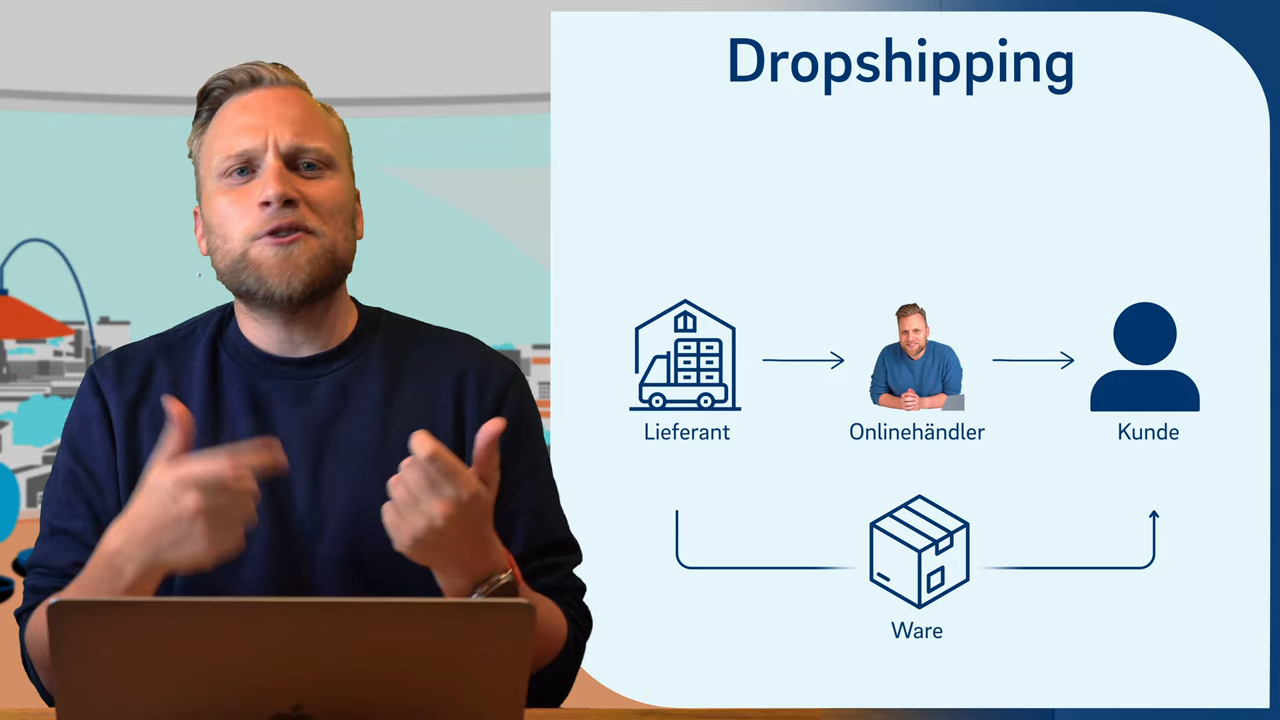 Dropshipping
Lieferant
Onlinehändler
Kunde
Ware